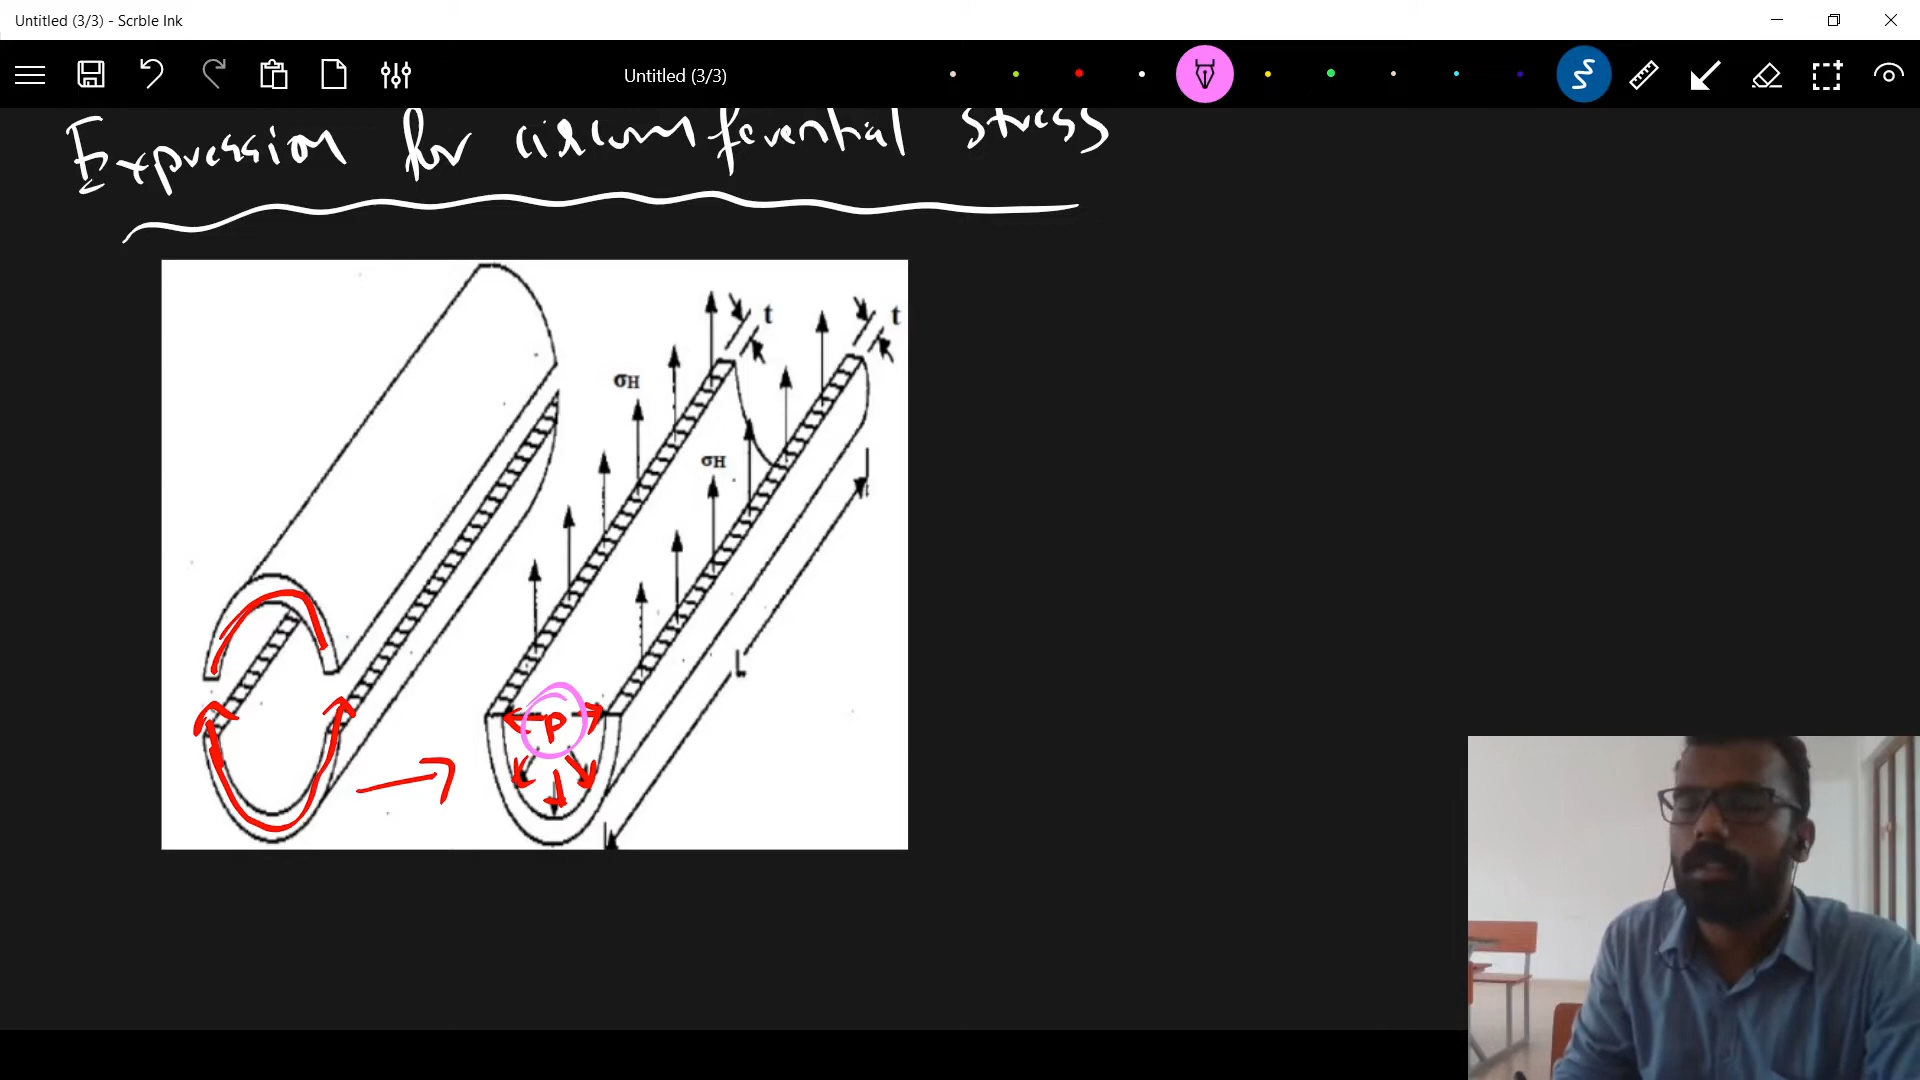 Untitled (3/3) - Scrble Ink
Untitled (3/3)
Expression for circumferential stress
t
t
σH
σH
L
P